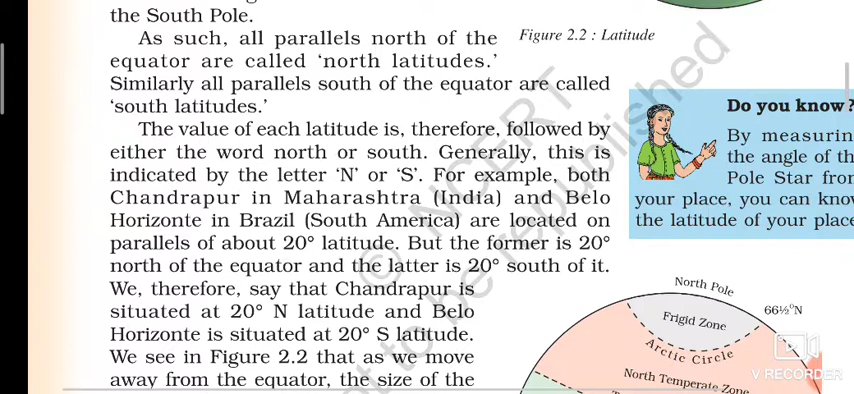 the South Pole.
As such, all parallels north of the
equator are called ‘north latitudes.’
Similarly all parallels south of the equator are called
‘south latitudes.’
The value of each latitude is, therefore, followed by
either the word north or south. Generally, this is
indicated by the letter ‘N’ or ‘S’. For example, both
Chandrapur in Maharashtra (India) and Belo
Horizonte in Brazil (South America) are located on
parallels of about 20° latitude. But the former is 20°
north of the equator and the latter is 20° south of it.
We, therefore, say that Chandrapur is
situated at 20° N latitude and Belo
Horizonte is situated at 20° S latitude.
We see in Figure 2.2 that as we move
away from the equator, the size of the
Figure 2.2 : Latitude
Do you know?
By measurin
the angle of th
Pole Star from
your place, you can know
the latitude of your place
North Pole
66½°N
Frigid Zone
Arctic Circle
North Temperate Zone
© NCERT
not to be republished
V RECORDER